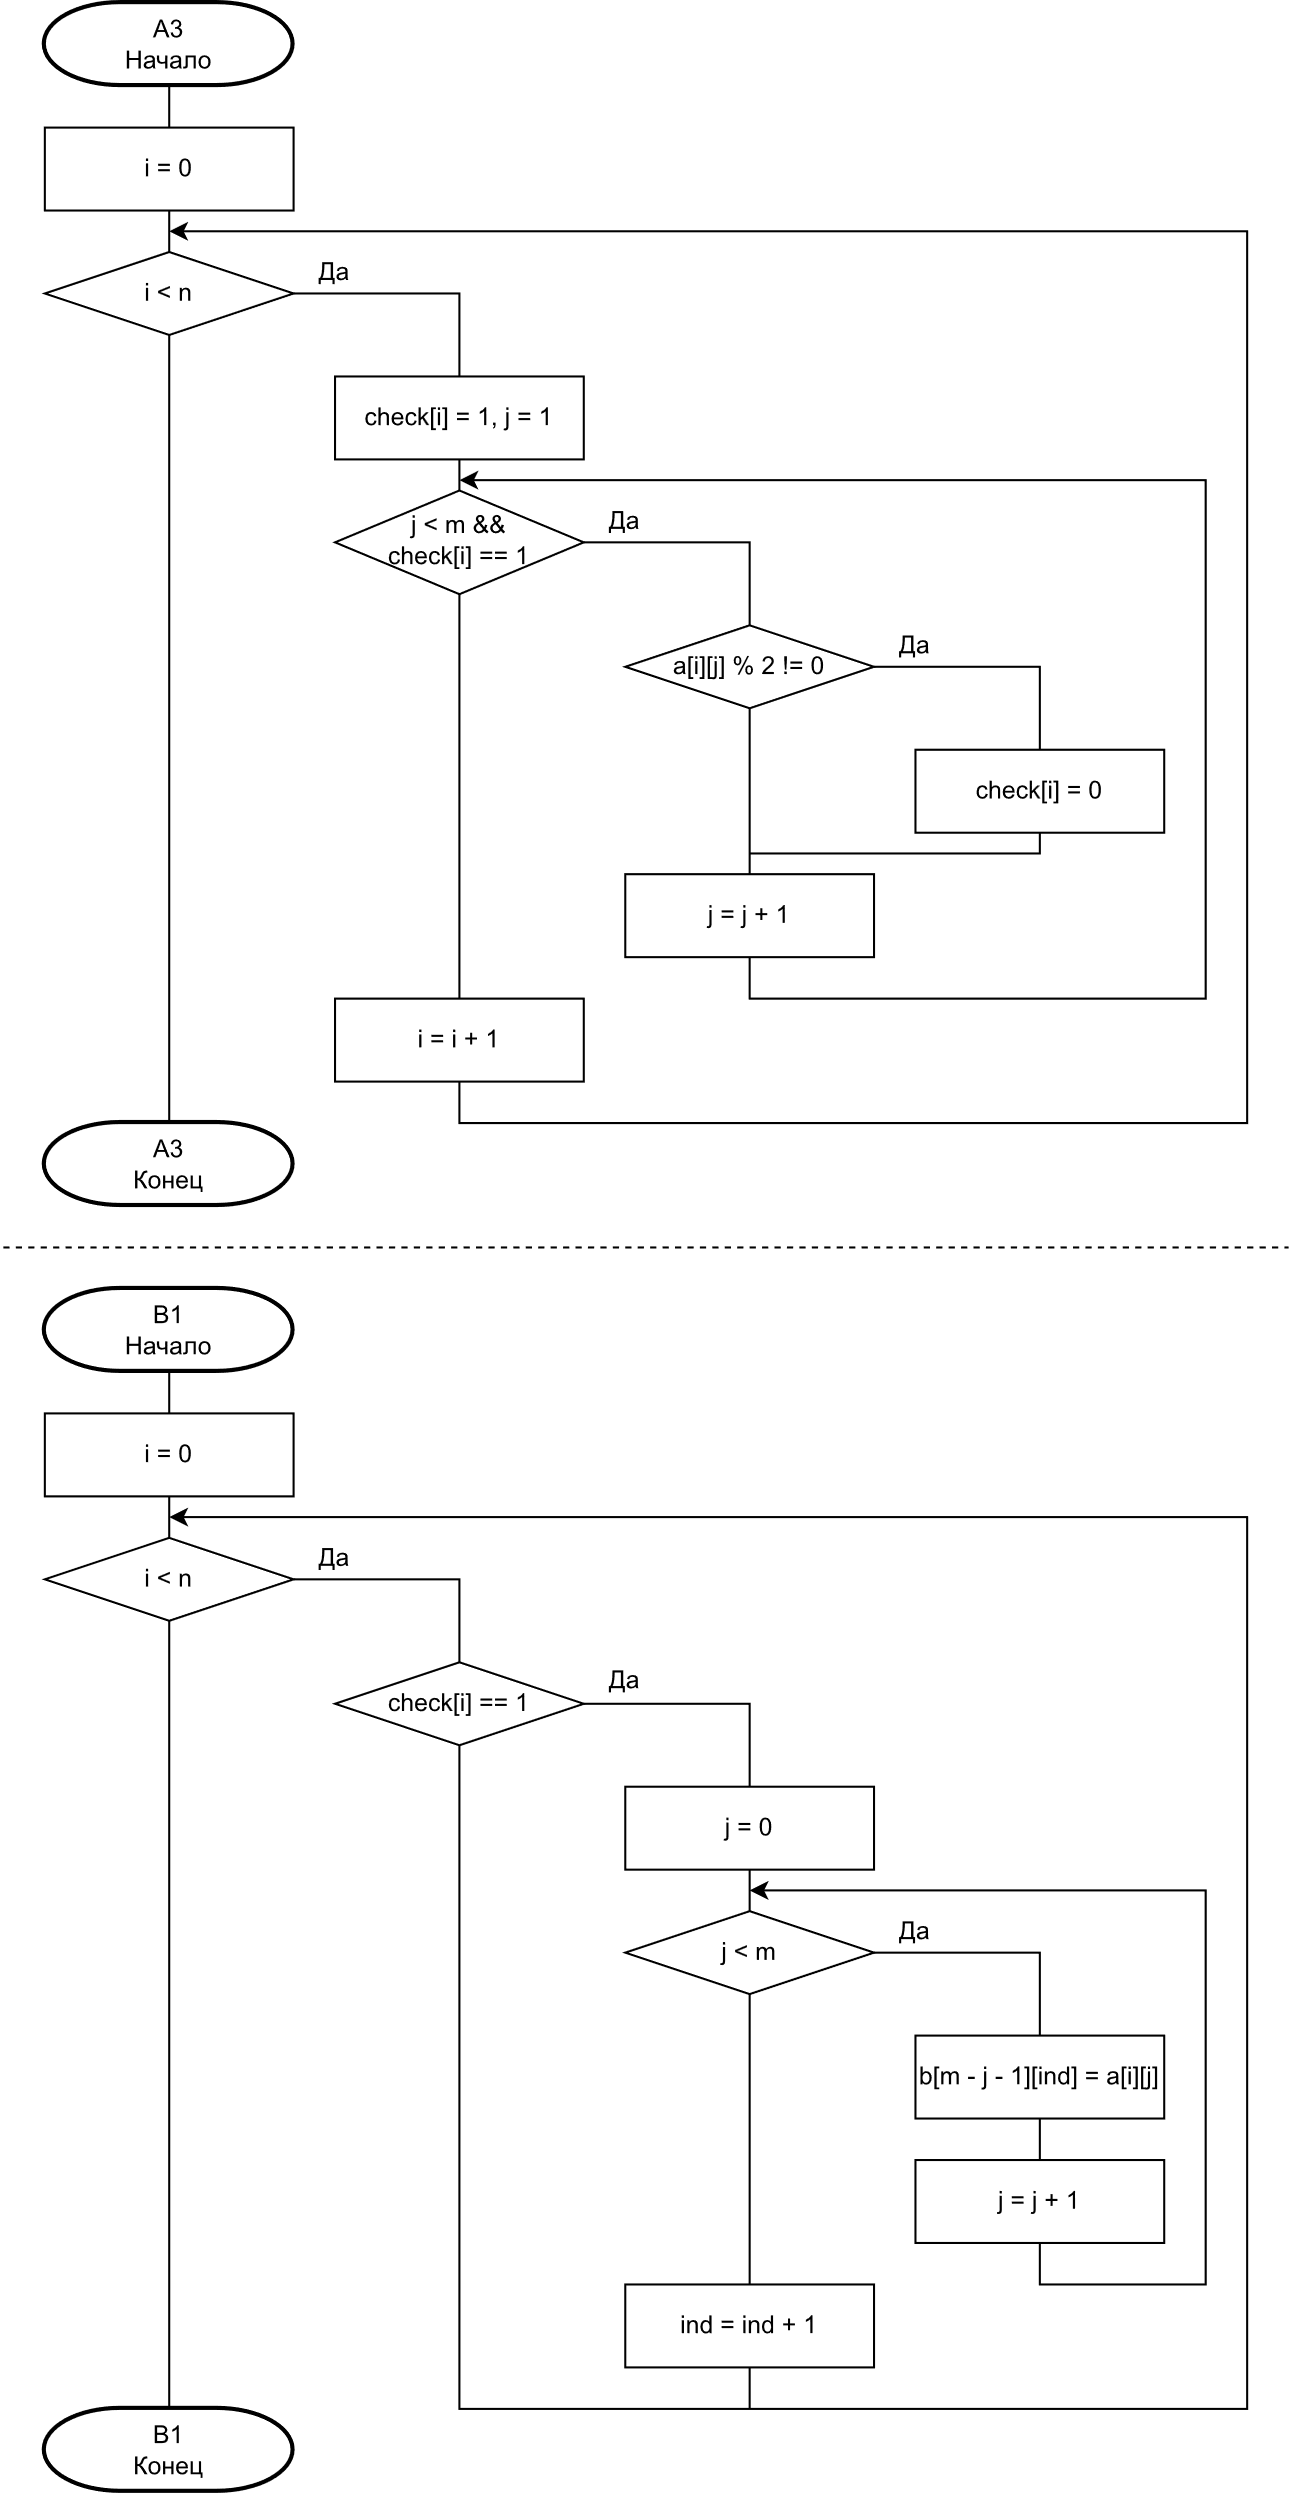 A3
Начало
i = 0
i < n
Да
check[i] = 1, j = 1
j < m &&
check[i] == 1
Да
a[i][j] % 2 != 0
Да
check[i] = 0
j = j + 1
i = i + 1
A3
Конец
B1
Начало
i = 0
i < n
Да
check[i] == 1
Да
j = 0
j < m
Да
b[m - j - 1][ind] = a[i][j]
j = j + 1
ind = ind + 1
B1
Конец